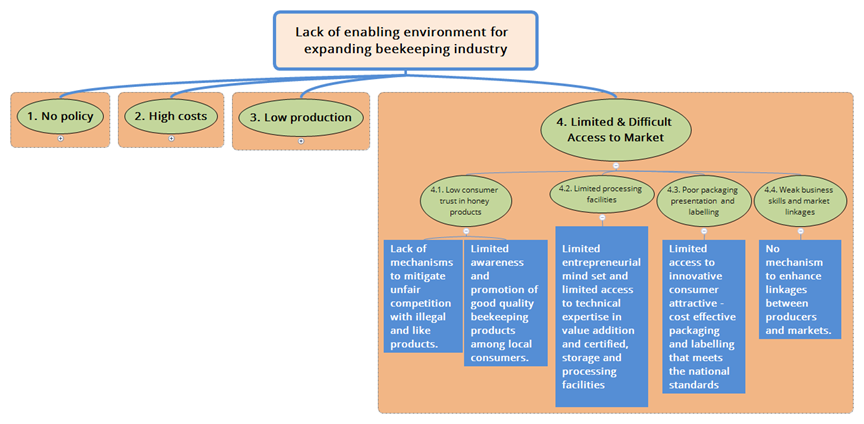 Lack of enabling environment for
expanding beekeeping industry
1. No policy
2. High costs
3. Low production
4. Limited & Difficult
Access to Market
4.1. Low consumer
trust in honey
products
4.2. Limited processing
facilities
4.3. Poor packaging
presentation and
labelling
4.4. Weak business
skills and market
linkages
Lack of
mechanisms
to mitigate
unfair
competition
with illegal
and like
products.
Limited
awareness
and
promotion of
good quality
beekeeping
products
among local
consumers.
Limited
entrepreneurial
mind set and
limited access
to technical
expertise in
value addition
and certified,
storage and
processing
facilities
Limited
access to
innovative
consumer
attractive -
cost effective
packaging
and labelling
that meets
the national
standards
No
mechanism
to enhance
linkages
between
producers
and markets.